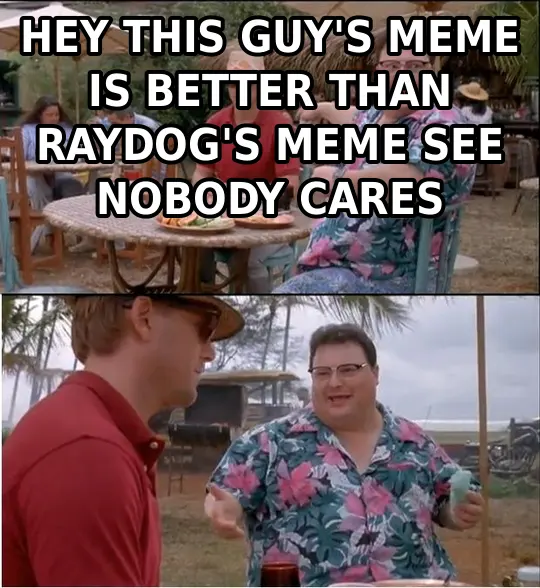 HEY THIS GUY'S MEME
IS BETTER THAN
RAYDOG'S MEME SEE
NOBODY CARES